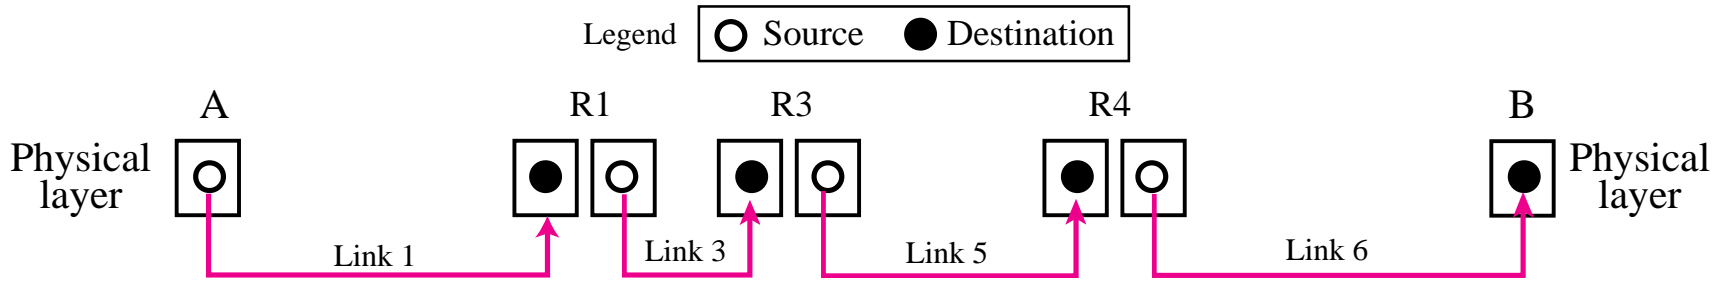 Legend Source Destination
A R1 R3 R4 B
Physical
layer
Physical
layer
Link 1 Link 3 Link 5 Link 6